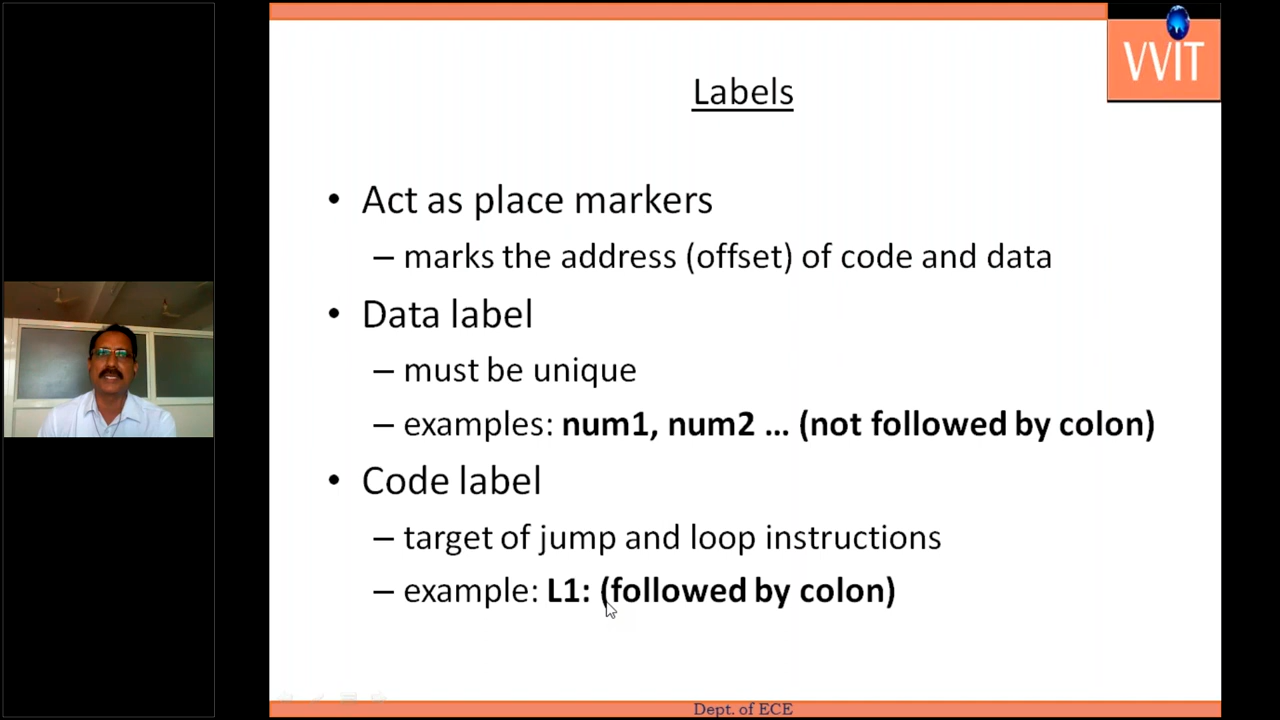 VVIT
Labels
• Act as place markers
– marks the address (offset) of code and data
• Data label
– must be unique
– examples: num1, num2 ... (not followed by colon)
• Code label
– target of jump and loop instructions
– example: L1: (followed by colon)
Dept. of ECE